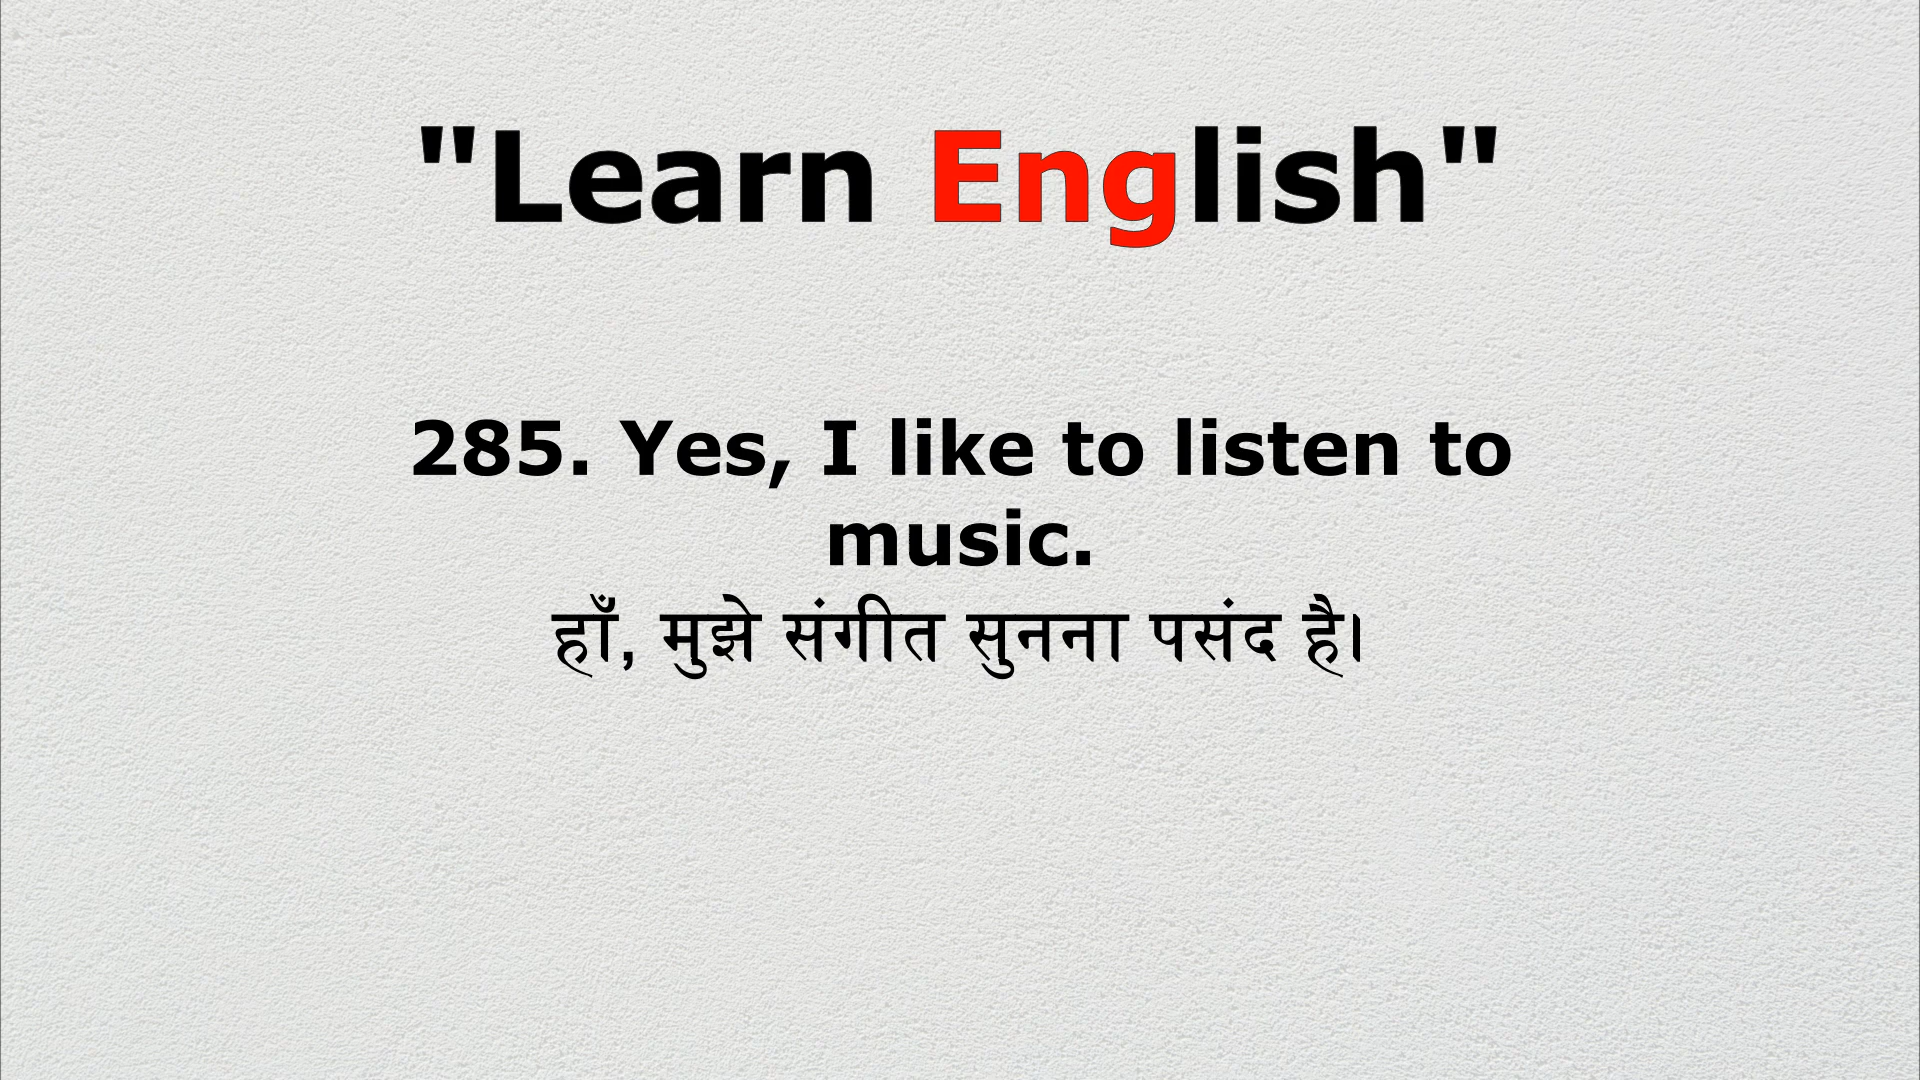 "Learn English"
285. Yes, I like to listen to
music.
हाँ, मुझे संगीत सुनना पसंद है।